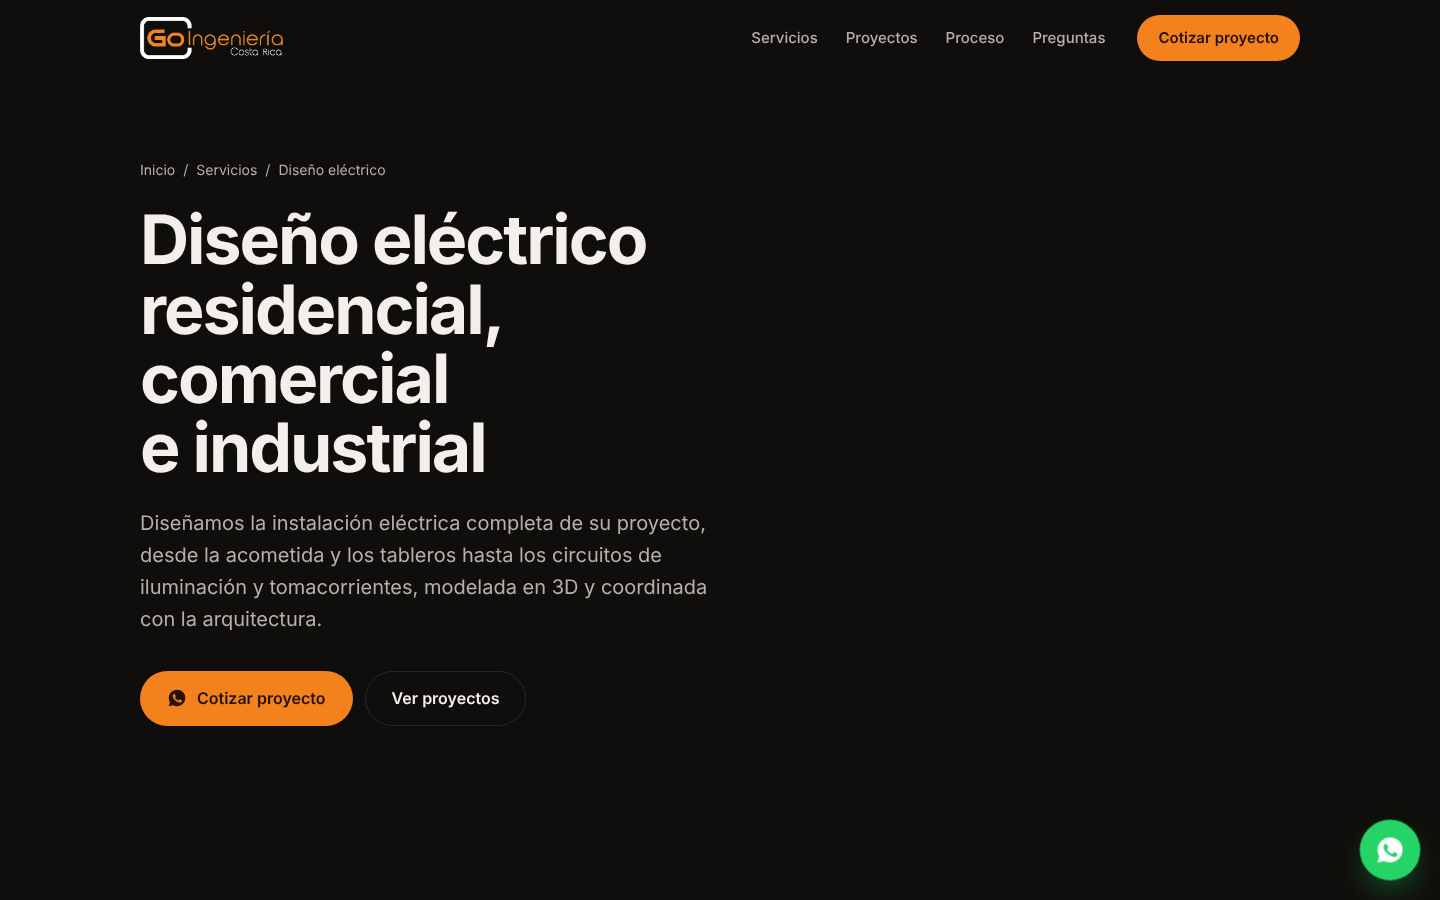 Go Ingeniería
Costa Rica
Servicios
Proyectos
Proceso
Preguntas
Cotizar proyecto
Inicio / Servicios / Diseño eléctrico
Diseño eléctrico
residencial,
comercial
e industrial
Diseñamos la instalación eléctrica completa de su proyecto,
desde la acometida y los tableros hasta los circuitos de
iluminación y tomacorrientes, modelada en 3D y coordinada
con la arquitectura.
Cotizar proyecto
Ver proyectos